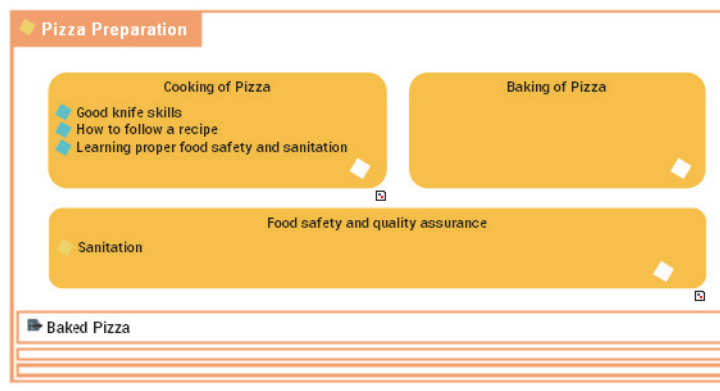 Pizza Preparation
Cooking of Pizza
Good knife skills
How to follow a recipe
Learning proper food safety and sanitation
Baking of Pizza
Food safety and quality assurance
Sanitation
Baked Pizza